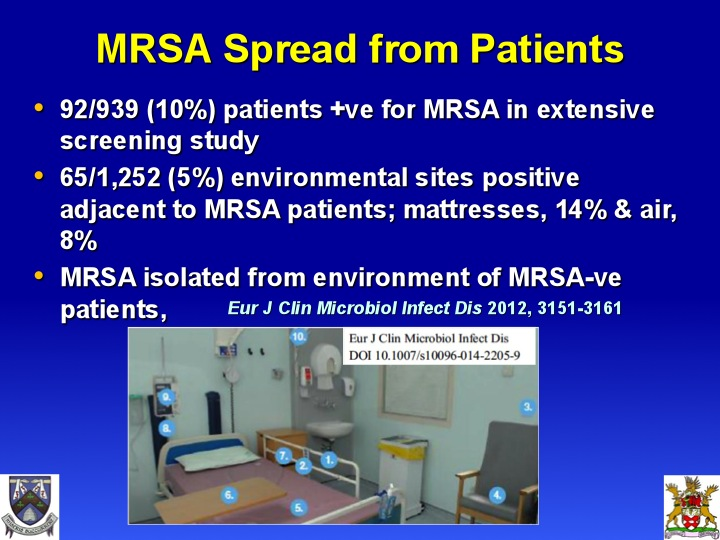 MRSA Spread from Patients
• 92/939 (10%) patients +ve for MRSA in extensive
screening study
• 65/1,252 (5%) environmental sites positive
adjacent to MRSA patients; mattresses, 14% & air,
8%
• MRSA isolated from environment of MRSA-ve
patients,
Eur J Clin Microbiol Infect Dis 2012, 3151-3161
Eur J Clin Microbiol Infect Dis
DOI 10.1007/s10096-014-2205-9
10.
9.
3.
8.
7.
1.
2.
6.
4.
5.